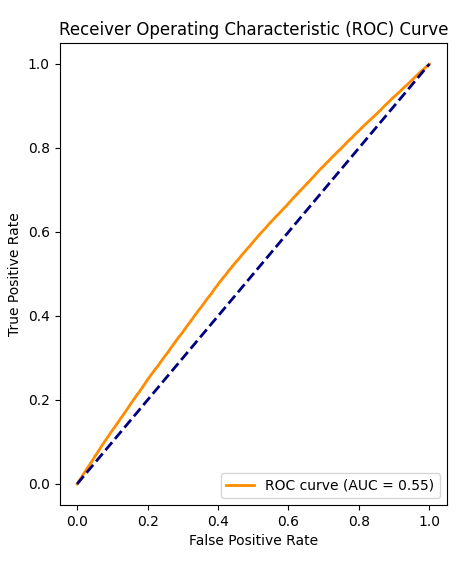 Receiver Operating Characteristic (ROC) Curve
True Positive Rate
1.0
0.8
0.6
0.4
0.2
0.0
ROC curve (AUC = 0.55)
0.0 0.2 0.4 0.6 0.8 1.0
False Positive Rate